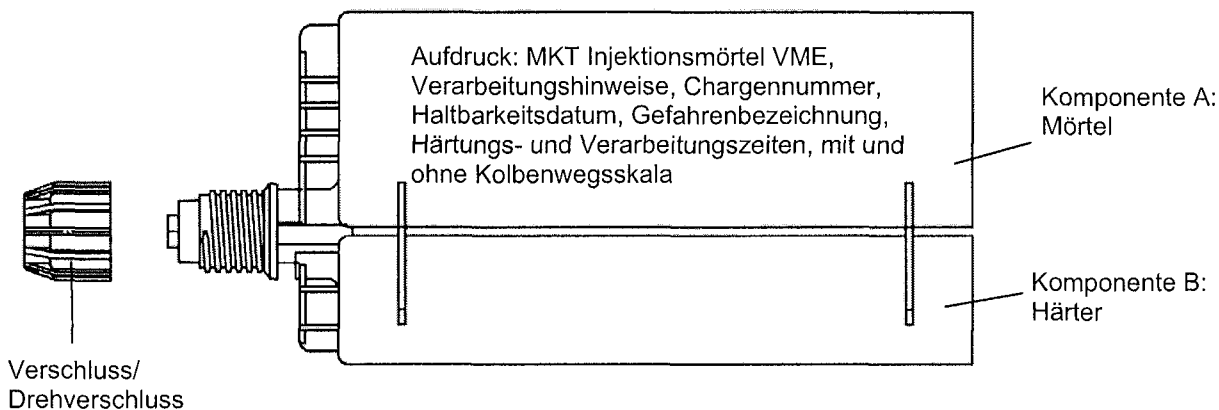 Aufdruck: MKT Injektionsmörtel VME,
Verarbeitungshinweise, Chargennummer,
Haltbarkeitsdatum, Gefahrenbezeichnung,
Härtungs- und Verarbeitungszeiten, mit und
ohne Kolbenwegsskala
Komponente A:
Mörtel
Komponente B:
Härter
Verschluss/
Drehverschluss